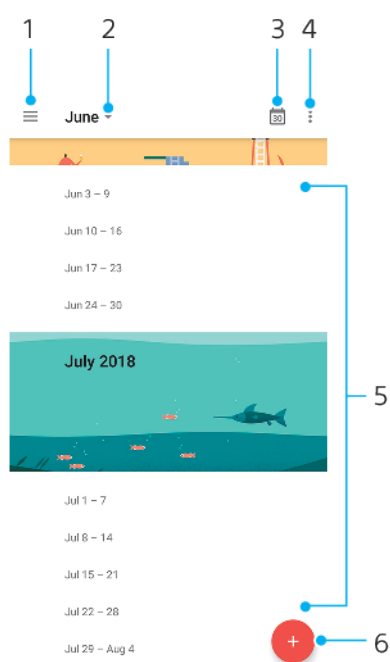 1 2 3 4
June 30
Jun 3 – 9
Jun 10 – 16
Jun 17 – 23
Jun 24 – 30
July 2018
5
Jul 1 – 7
Jul 8 – 14
Jul 15 – 21
Jul 22 – 28
Jul 29 – Aug 4
+
6